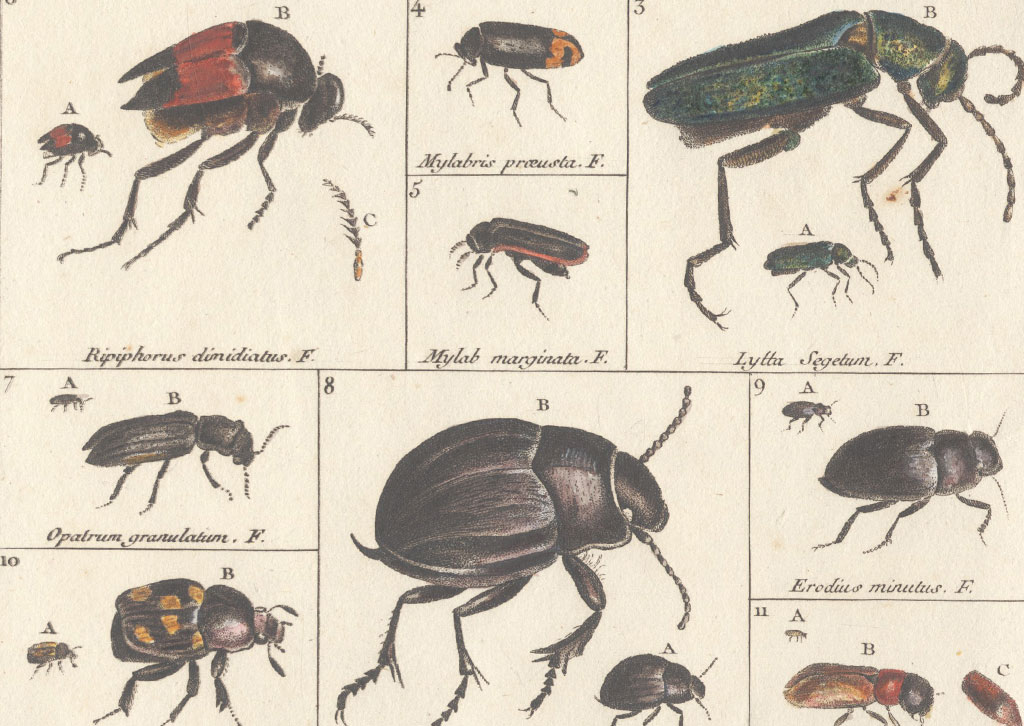 6
B
A
C
Ripiphorus dimidiatus. F.
4
Mylabris præusta. F.
5
Mylab marginata. F.
3
B
A
Lytta Segetum. F.
7
A
B
Opatrum granulatum. F.
8
B
A
9
A
B
Erodius minutus. F.
10
A
B
11
A
B
C